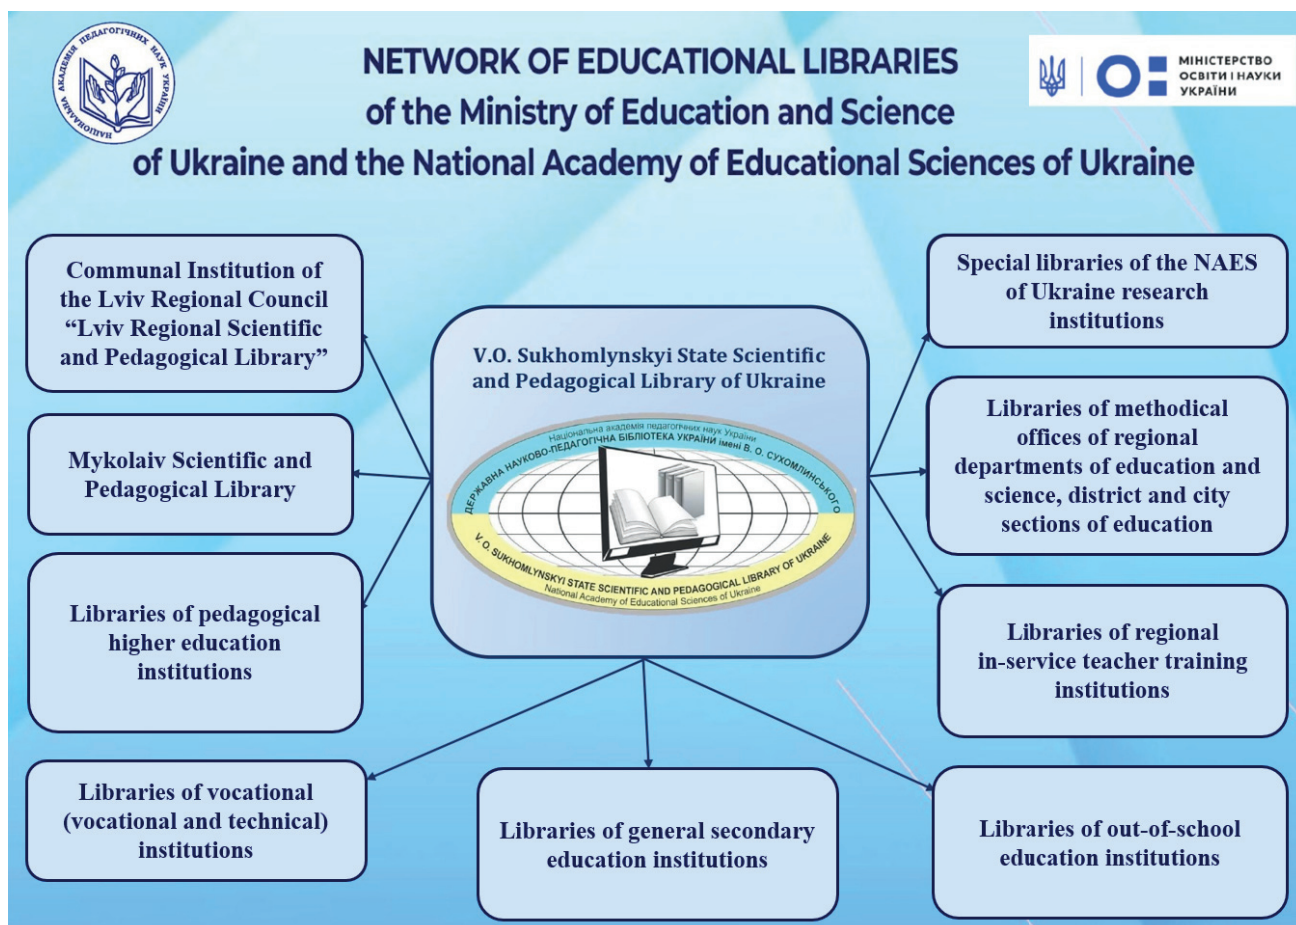 НАЦІОНАЛЬНА АКАДЕМІЯ ПЕДАГОГІЧНИХ НАУК УКРАЇНИ
NETWORK OF EDUCATIONAL LIBRARIES
of the Ministry of Education and Science
of Ukraine and the National Academy of Educational Sciences of Ukraine
МІНІСТЕРСТВО
ОСВІТИ І НАУКИ
УКРАЇНИ
Communal Institution of
the Lviv Regional Council
“Lviv Regional Scientific
and Pedagogical Library”
Mykolaiv Scientific and
Pedagogical Library
Libraries of pedagogical
higher education
institutions
V.O. Sukhomlynskyi State Scientific
and Pedagogical Library of Ukraine
Національна академія педагогічних наук України
ДЕРЖАВНА НАУКОВО-ПЕДАГОГІЧНА БІБЛІОТЕКА УКРАЇНИ імені В. О. СУХОМЛИНСЬКОГО
V. O. SUKHOMLYNSKYI STATE SCIENTIFIC AND PEDAGOGICAL LIBRARY OF UKRAINE
National Academy of Educational Sciences of Ukraine
Special libraries of the NAES
of Ukraine research
institutions
Libraries of methodical
offices of regional
departments of education and
science, district and city
sections of education
Libraries of regional
in-service teacher training
institutions
Libraries of vocational
(vocational and technical)
institutions
Libraries of general secondary
education institutions
Libraries of out-of-school
education institutions